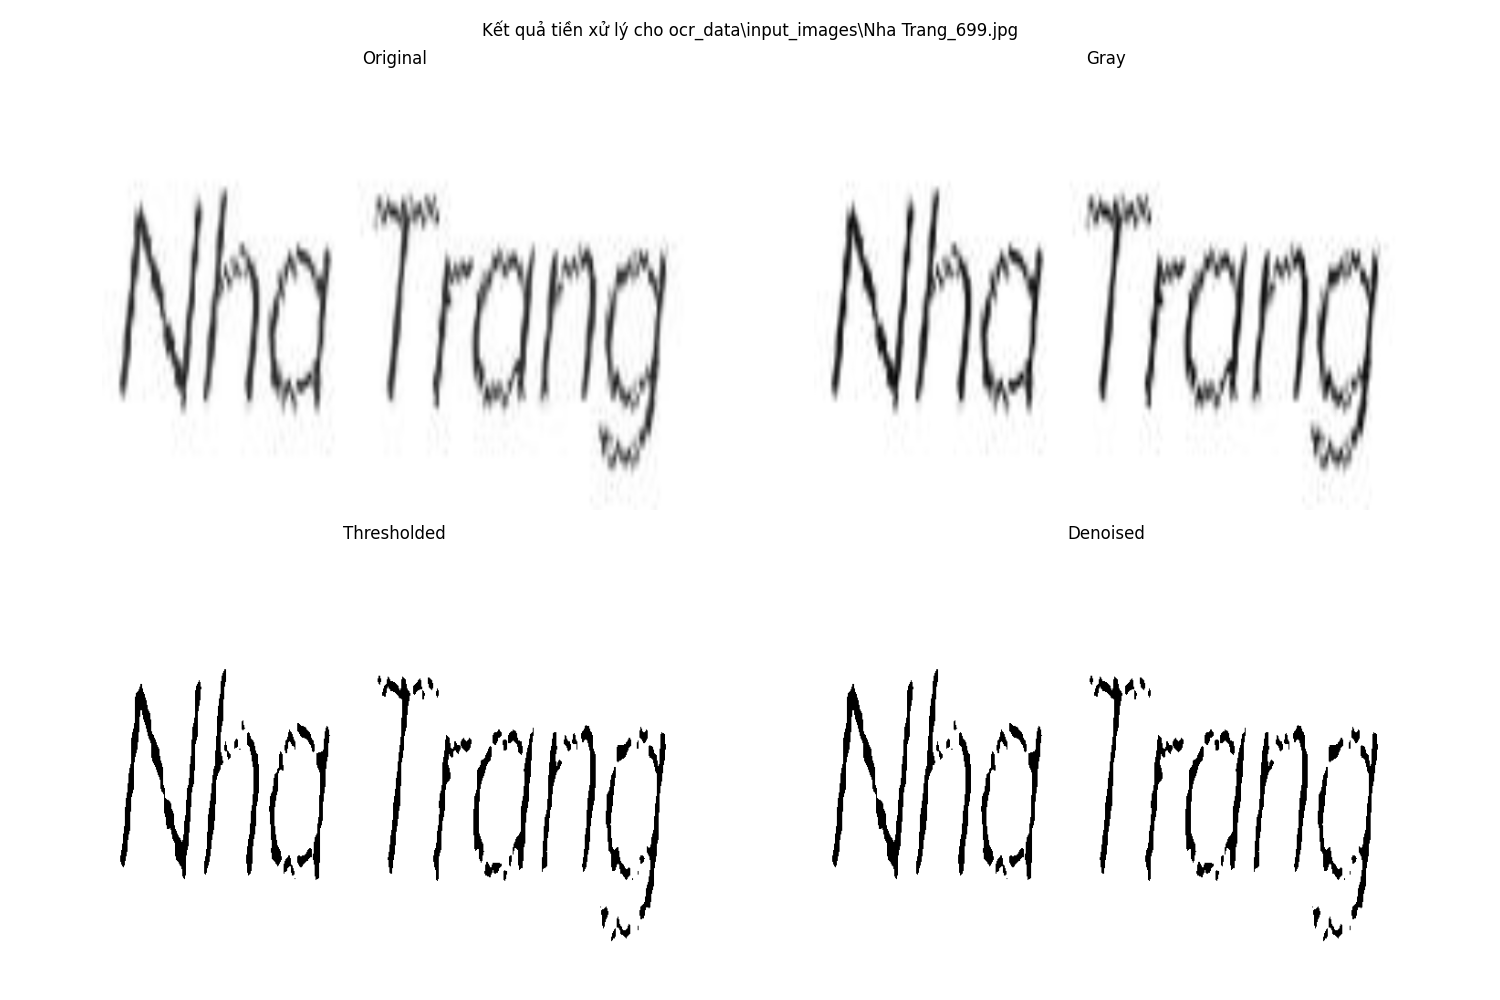 Kết quả tiền xử lý cho ocr_data\input_images\Nha Trang_699.jpg
Original
Gray
Nha Trang
Nha Trang
Thresholded
Denoised
Nha Trang
Nha Trang